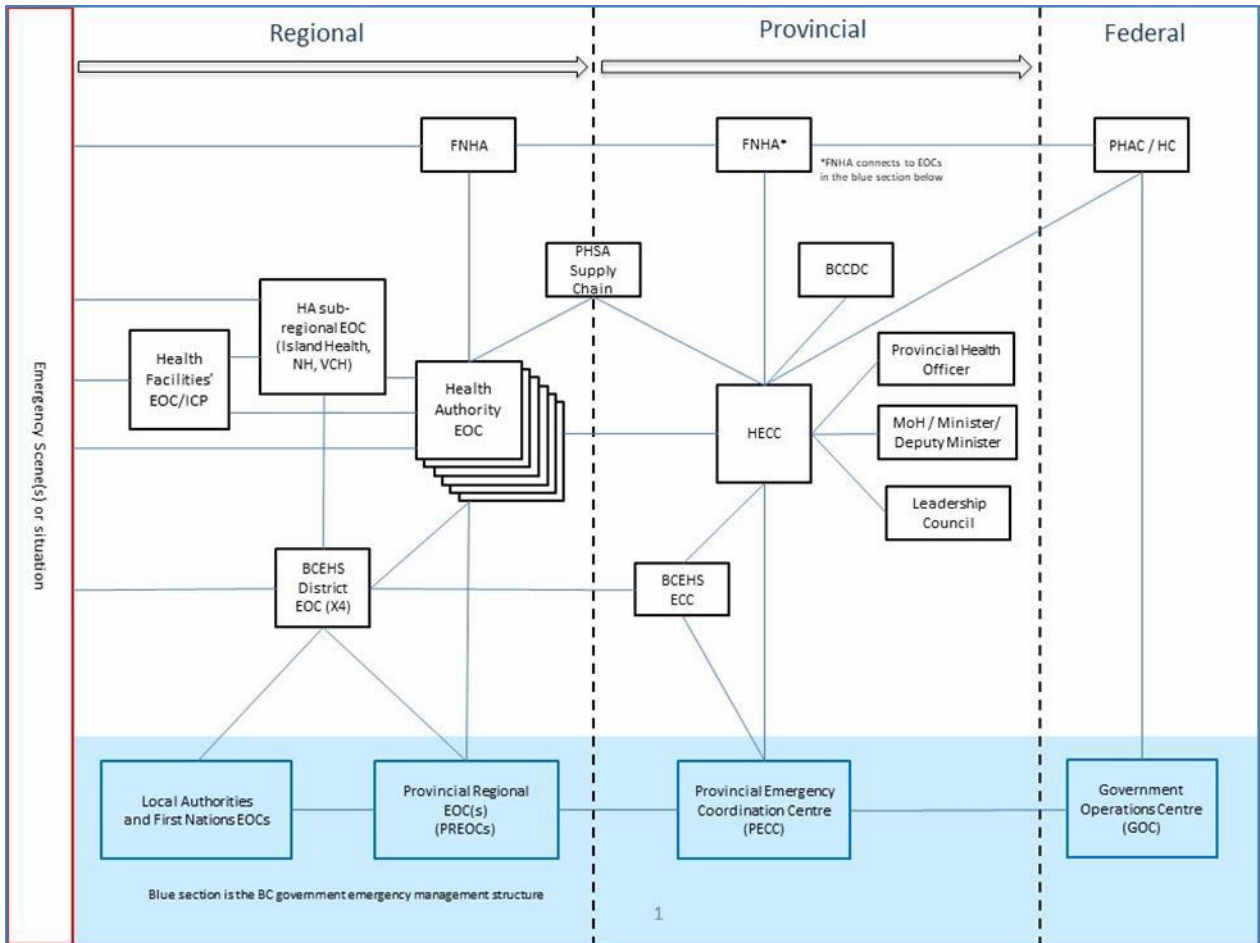 Regional
Provincial
Federal
FNHA
FNHA*
*FNHA connects to EOCs
in the blue section below
PHAC / HC
PHSA
Supply
Chain
BCCDC
HA sub-
regional EOC
(Island Health,
NH, VCH)
Health
Facilities'
EOC/ICP
Health
Authority
EOC
HECC
Provincial Health
Officer
MoH / Minister/
Deputy Minister
Leadership
Council
Emergency Scene(s) or situation
BCEHS
District
EOC (X4)
BCEHS
ECC
Local Authorities
and First Nations EOCs
Provincial Regional
EOC(s)
(PREOCs)
Provincial Emergency
Coordination Centre
(PECC)
Government
Operations Centre
(GOC)
Blue section is the BC government emergency management structure
1